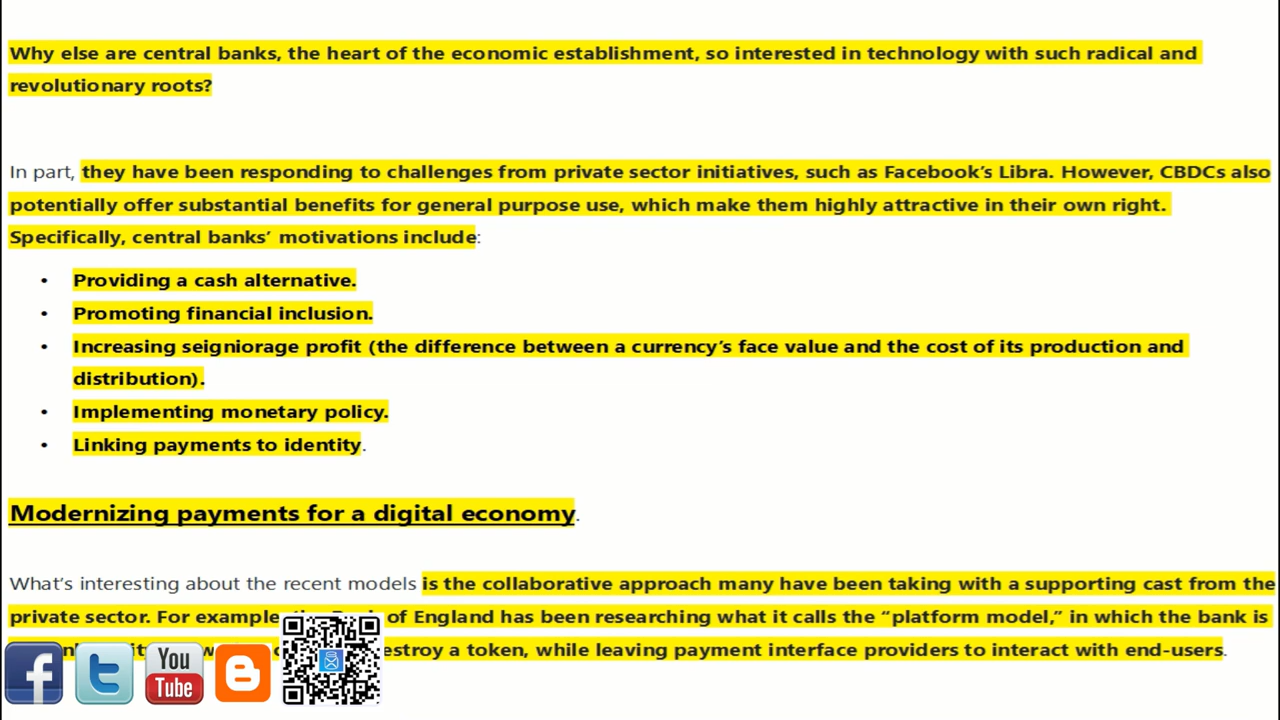 Why else are central banks, the heart of the economic establishment, so interested in technology with such radical and
revolutionary roots?
In part, they have been responding to challenges from private sector initiatives, such as Facebook’s Libra. However, CBDCs also
potentially offer substantial benefits for general purpose use, which make them highly attractive in their own right.
Specifically, central banks’ motivations include:
• Providing a cash alternative.
• Promoting financial inclusion.
• Increasing seigniorage profit (the difference between a currency’s face value and the cost of its production and
distribution).
• Implementing monetary policy.
• Linking payments to identity.
Modernizing payments for a digital economy.
What’s interesting about the recent models is the collaborative approach many have been taking with a supporting cast from the
private sector. For example, of England has been researching what it calls the “platform model,” in which the bank is
a token, while leaving payment interface providers to interact with end-users.
You
Tube